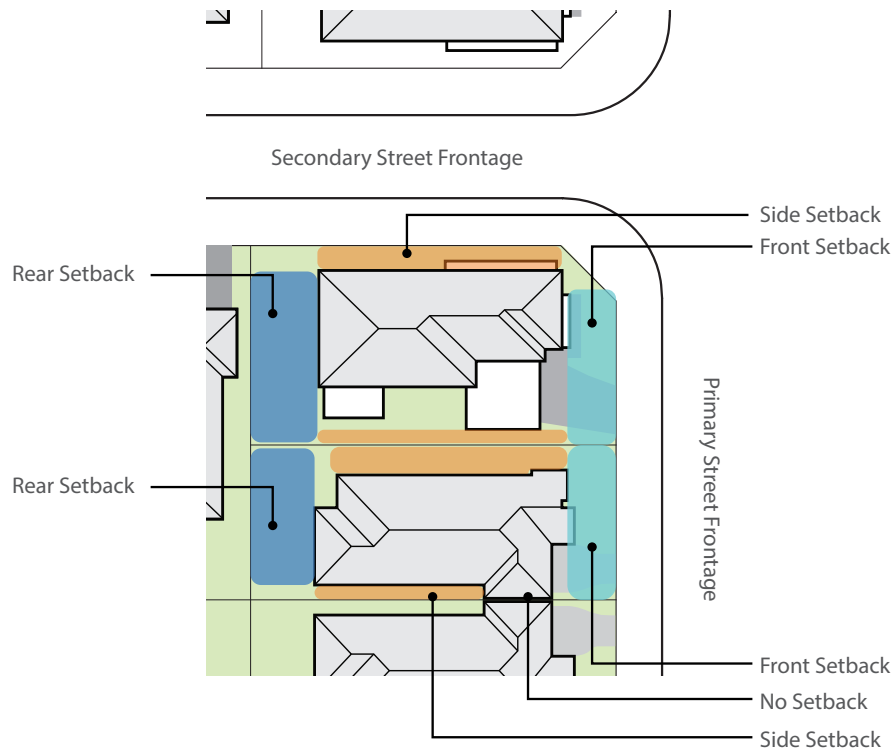 Secondary Street Frontage
Side Setback
Front Setback
Rear Setback
Primary Street Frontage
Rear Setback
Front Setback
No Setback
Side Setback